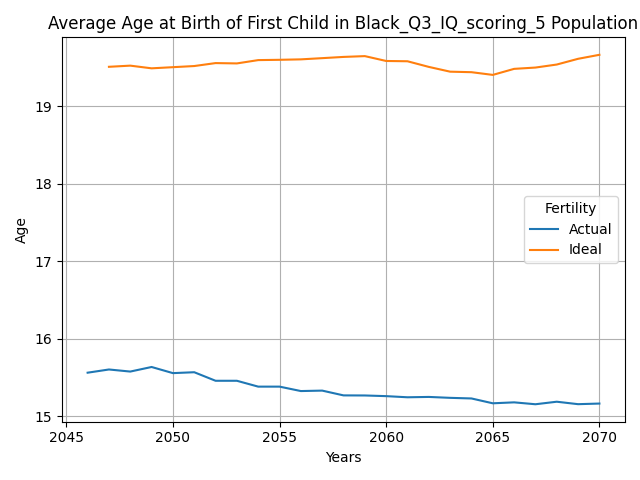 Average Age at Birth of First Child in Black_Q3_IQ_scoring_5 Population
19
18
17
16
15
Age
Fertility
Actual
Ideal
2045
2050
2055
2060
2065
2070
Years